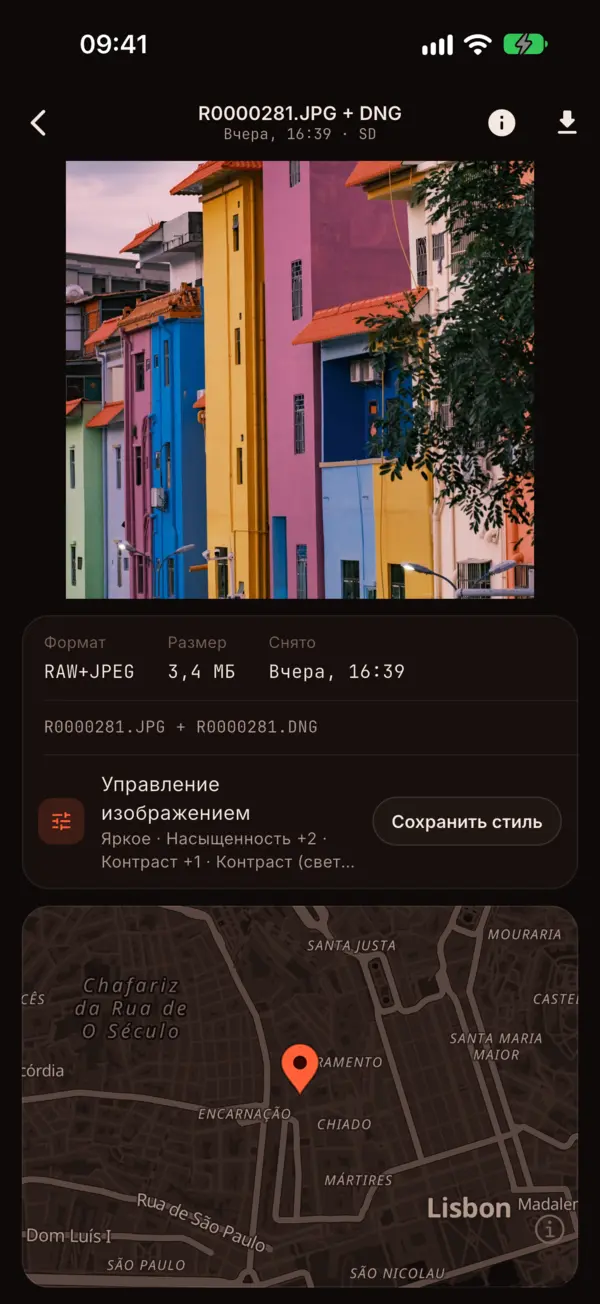 09:41
R0000281.JPG + DNG
Вчера, 16:39 · SD
Формат Размер Снято
RAW+JPEG 3,4 МБ Вчера, 16:39
R0000281.JPG + R0000281.DNG
Управление
изображением
Яркое · Насыщенность +2 ·
Контраст +1 · Контраст (свет...
Сохранить стиль
MOURARIA
SANTA JUSTA
Chafariz
da Rua de
O Século
CÊS
CASTEL
SANTA MARIA
MAIOR
córdia
RAMENTO
ENCARNAÇÃO
CHIADO
MÁRTIRES
Rua de São Paulo
Lisbon
Madaler
Dom Luís I
SÃO PAULO
SÃO NICOLAU